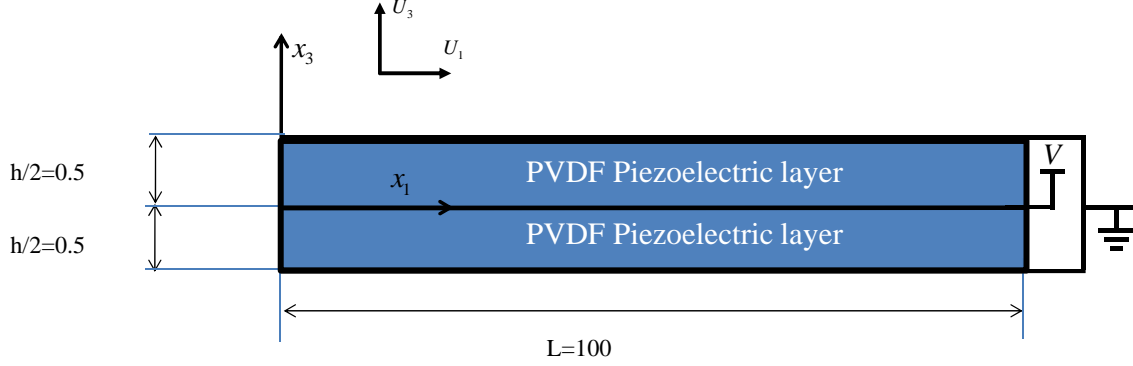 U₃
x₃
U₁
h/2=0.5
PVDF Piezoelectric layer
V
x₁
h/2=0.5
PVDF Piezoelectric layer
L=100